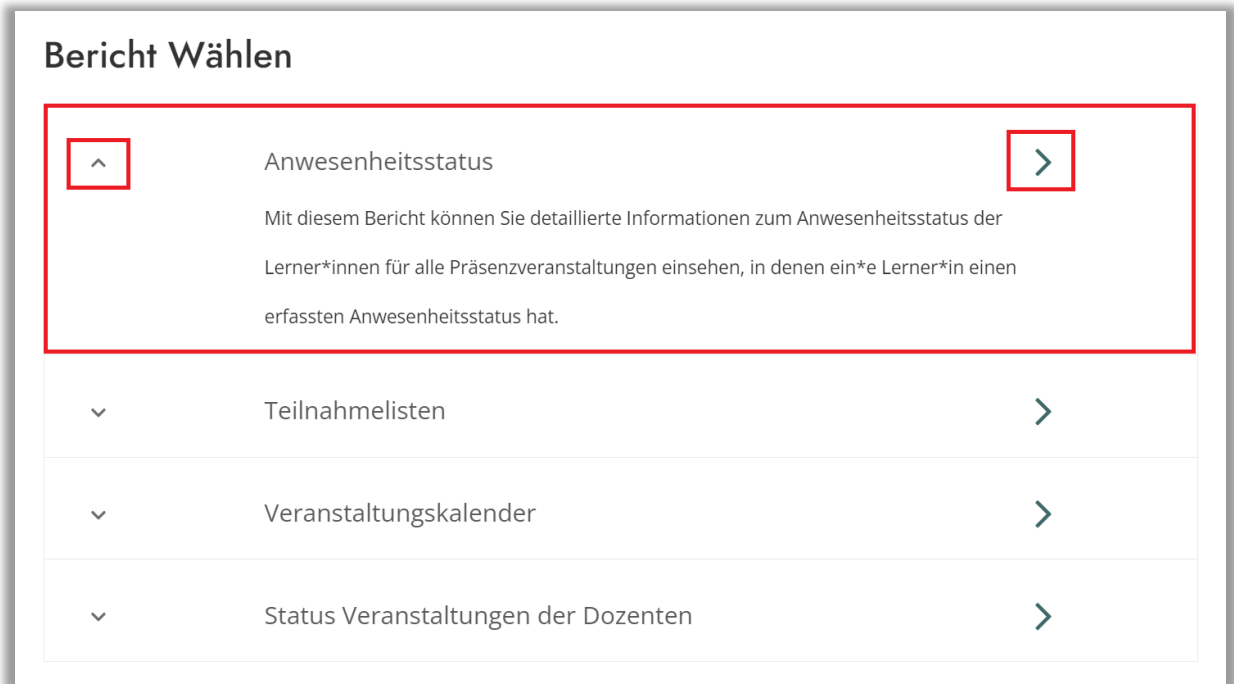 Bericht Wählen
Anwesenheitsstatus
Mit diesem Bericht können Sie detaillierte Informationen zum Anwesenheitsstatus der
Lerner*innen für alle Präsenzveranstaltungen einsehen, in denen ein*e Lerner*in einen
erfassten Anwesenheitsstatus hat.
Teilnahmelisten
Veranstaltungskalender
Status Veranstaltungen der Dozenten